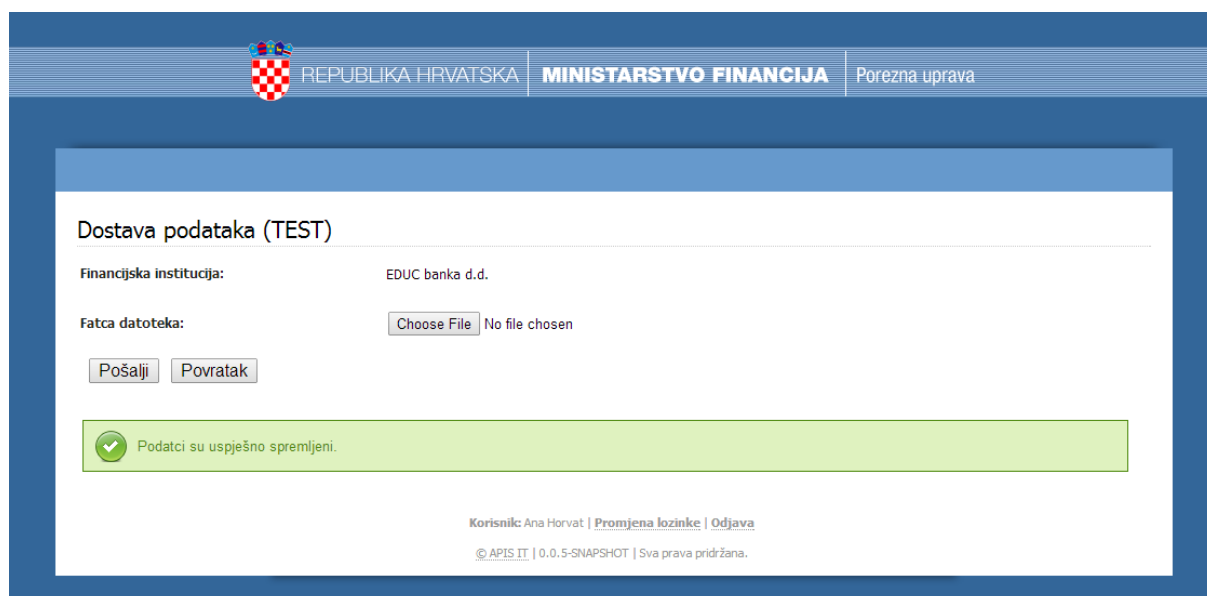 REPUBLIKA HRVATSKA MINISTARSTVO FINANCIJA Porezna uprava
Dostava podataka (TEST)
Financijska institucija: EDUC banka d.d.
Fatca datoteka: Choose File No file chosen
Pošalji Povratak
Podatci su uspješno spremljeni.
Korisnik: Ana Horvat | Promjena lozinke | Odjava
© APIS IT | 0.0.5-SNAPSHOT | Sva prava pridržana.